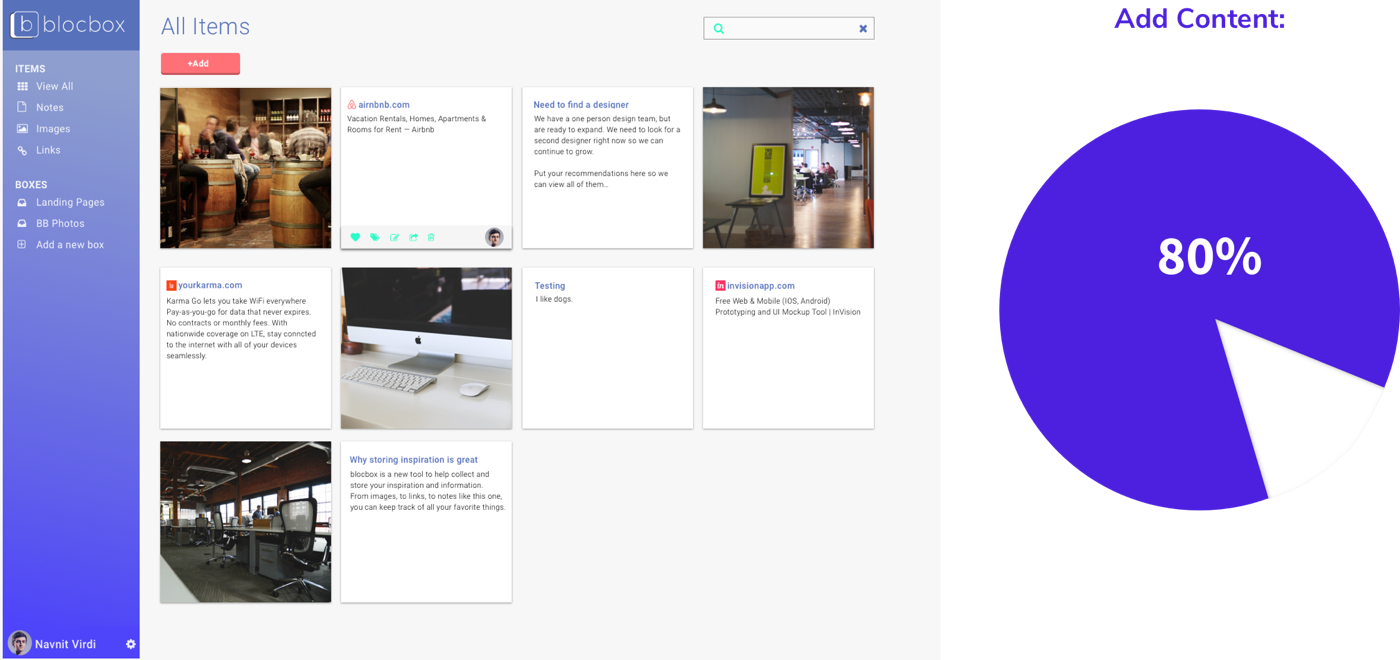 blocbox
ITEMS
View All
Notes
Images
Links
BOXES
Landing Pages
BB Photos
Add a new box
Navnit Virdi
All Items
+Add
airnbnb.com
Vacation Rentals, Homes, Apartments &
Rooms for Rent — Airbnb
Need to find a designer
We have a one person design team, but
are ready to expand. We need to look for a
second designer right now so we can
continue to grow.
Put your recommendations here so we
can view all of them...
yourkarma.com
Karma Go lets you take WiFi everywhere
Pay-as-you-go for data that never expires.
No contracts or monthly fees. With
nationwide coverage on LTE, stay conncted
to the internet with all of your devices
seamlessly.
Testing
I like dogs.
in invisionapp.com
Free Web & Mobile (IOS, Android)
Prototyping and UI Mockup Tool | InVision
Why storing inspiration is great
blocbox is a new tool to help collect and
store your inspiration and information.
From images, to links, to notes like this one,
you can keep track of all your favorite things.
Add Content:
80%